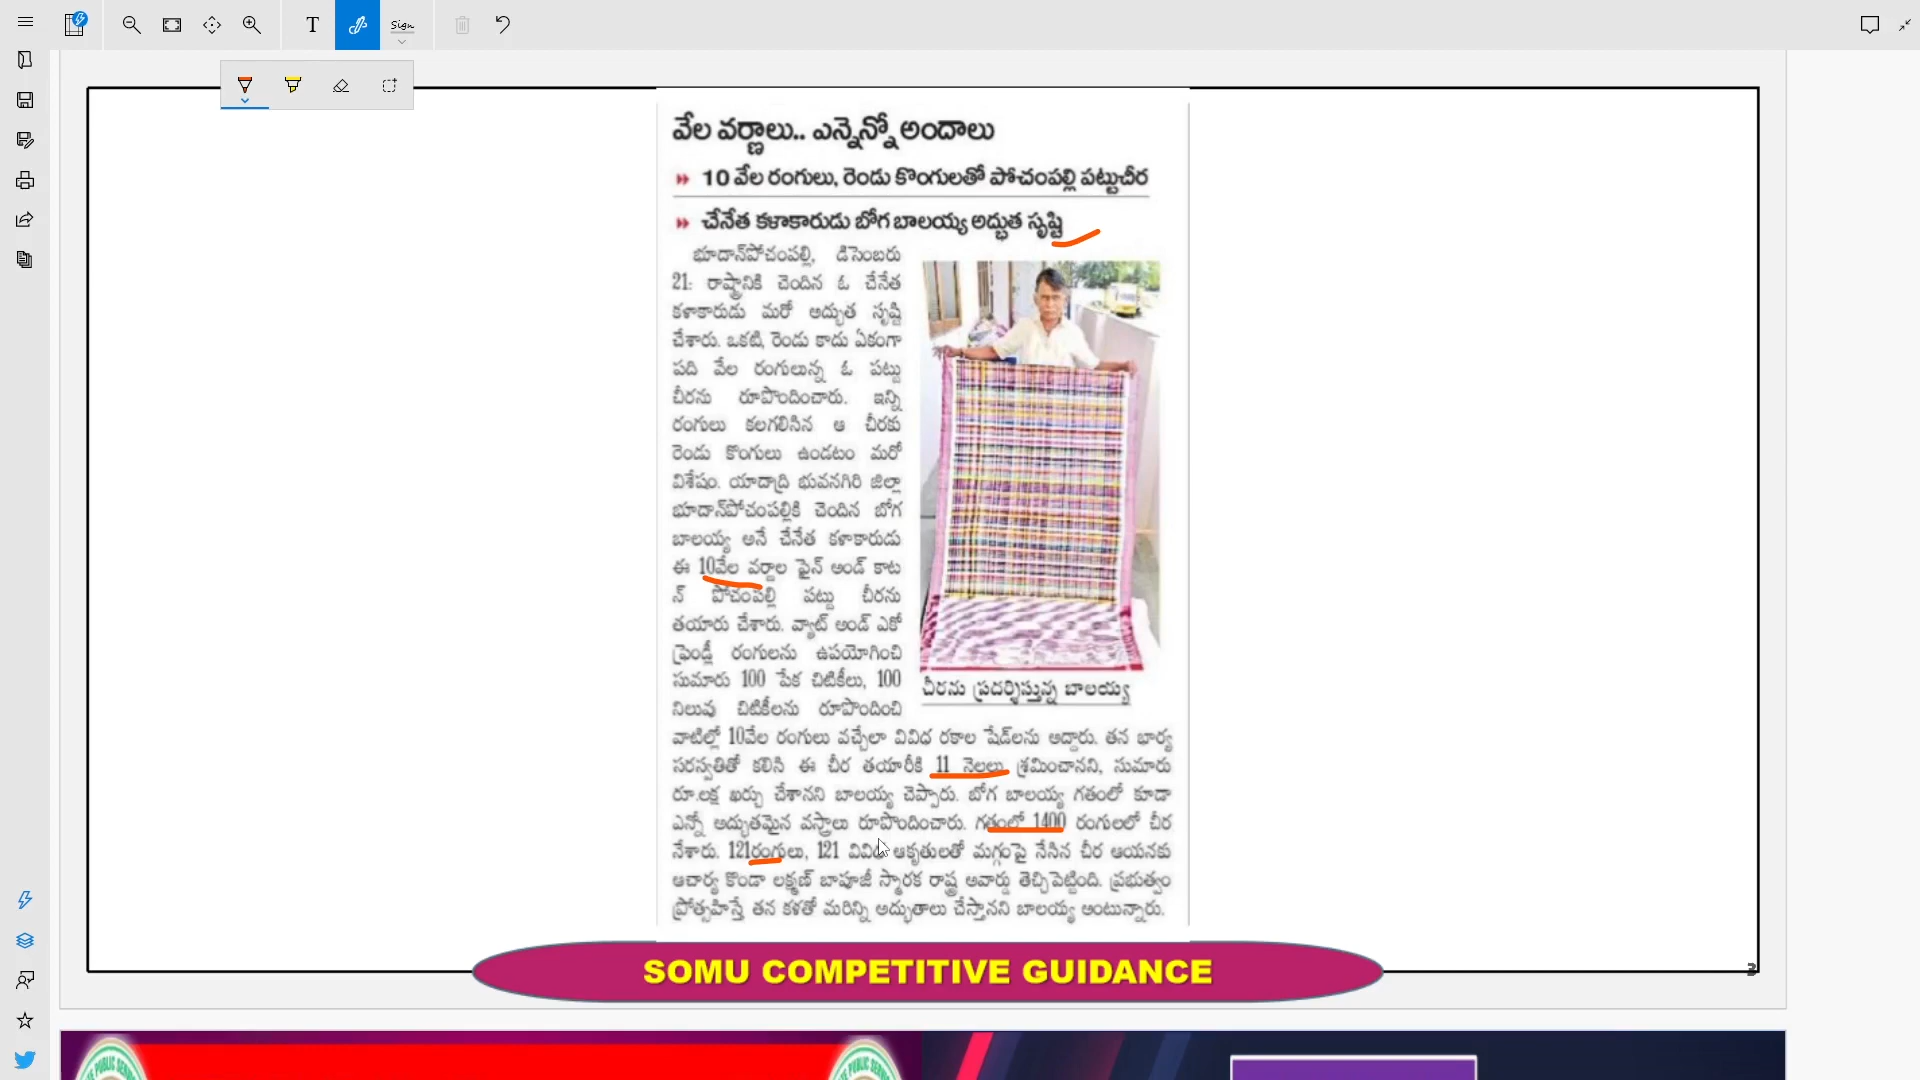 T
Sign
వేల వర్ణాలు.. ఎన్నెన్నో అందాలు
10 వేల రంగులు, రెండు కొంగులతో పోచంపల్లి పట్టుచీర
చేనేత కళాకారుడు బోగ బాలయ్య అద్భుత సృష్టి
భూదాన్‌పోచంపల్లి, డిసెంబరు
21: రాష్ట్రానికి చెందిన ఓ చేనేత
కళాకారుడు మరో అద్భుత సృష్టి
చేశారు. ఒకటి, రెండు కాదు ఏకంగా
పది వేల రంగులున్న ఓ పట్టు
చీరను రూపొందించారు. ఇన్ని
రంగులు కలగలిసిన ఆ చీరకు
రెండు కొంగులు ఉండటం మరో
విశేషం. యాదాద్రి భువనగిరి జిల్లా
భూదాన్‌పోచంపల్లికి చెందిన బోగ
బాలయ్య అనే చేనేత కళాకారుడు
ఈ 10వేల వర్ణాల ఫైన్ అండ్ కాట
న్ పోచంపల్లి పట్టు చీరను
తయారు చేశారు. వ్యాట్ అండ్ ఎకో
ఫ్రెండ్లీ రంగులను ఉపయోగించి
సుమారు 100 పేక చిటికీలు, 100
నిలువు చిటికీలను రూపొందించి
చీరను ప్రదర్శిస్తున్న బాలయ్య
వాటిల్లో 10వేల రంగులు వచ్చేలా వివిధ రకాల షేడ్‌లను అద్దారు. తన భార్య
సరస్వతితో కలిసి ఈ చీర తయారీకి 11 నెలలు శ్రమించానని, సుమారు
రూ.లక్ష ఖర్చు చేశానని బాలయ్య చెప్పారు. బోగ బాలయ్య గతంలో కూడా
ఎన్నో అద్భుతమైన వస్త్రాలు రూపొందించారు. గతంలో 1400 రంగులలో చీర
నేశారు. 121రంగులు, 121 వివిధ ఆకృతులతో మగ్గంపై నేసిన చీర ఆయనకు
ఆచార్య కొండా లక్ష్మణ్ బాపూజీ స్మారక రాష్ట్ర అవార్డు తెచ్చిపెట్టింది. ప్రభుత్వం
ప్రోత్సహిస్తే తన కళతో మరిన్ని అద్భుతాలు చేస్తానని బాలయ్య అంటున్నారు.
SOMU COMPETITIVE GUIDANCE
3